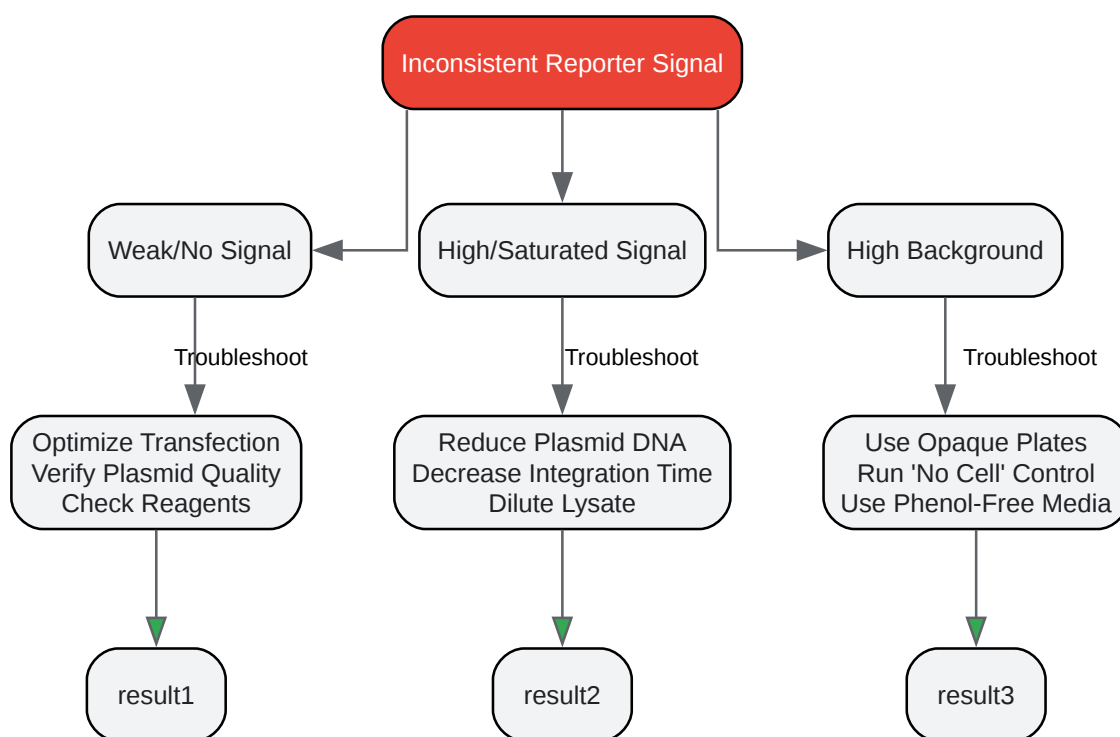 Inconsistent Reporter Signal
Weak/No Signal
High/Saturated Signal
High Background
Troubleshoot
Troubleshoot
Troubleshoot
Optimize Transfection
Verify Plasmid Quality
Check Reagents
Reduce Plasmid DNA
Decrease Integration Time
Dilute Lysate
Use Opaque Plates
Run 'No Cell' Control
Use Phenol-Free Media
result1
result2
result3